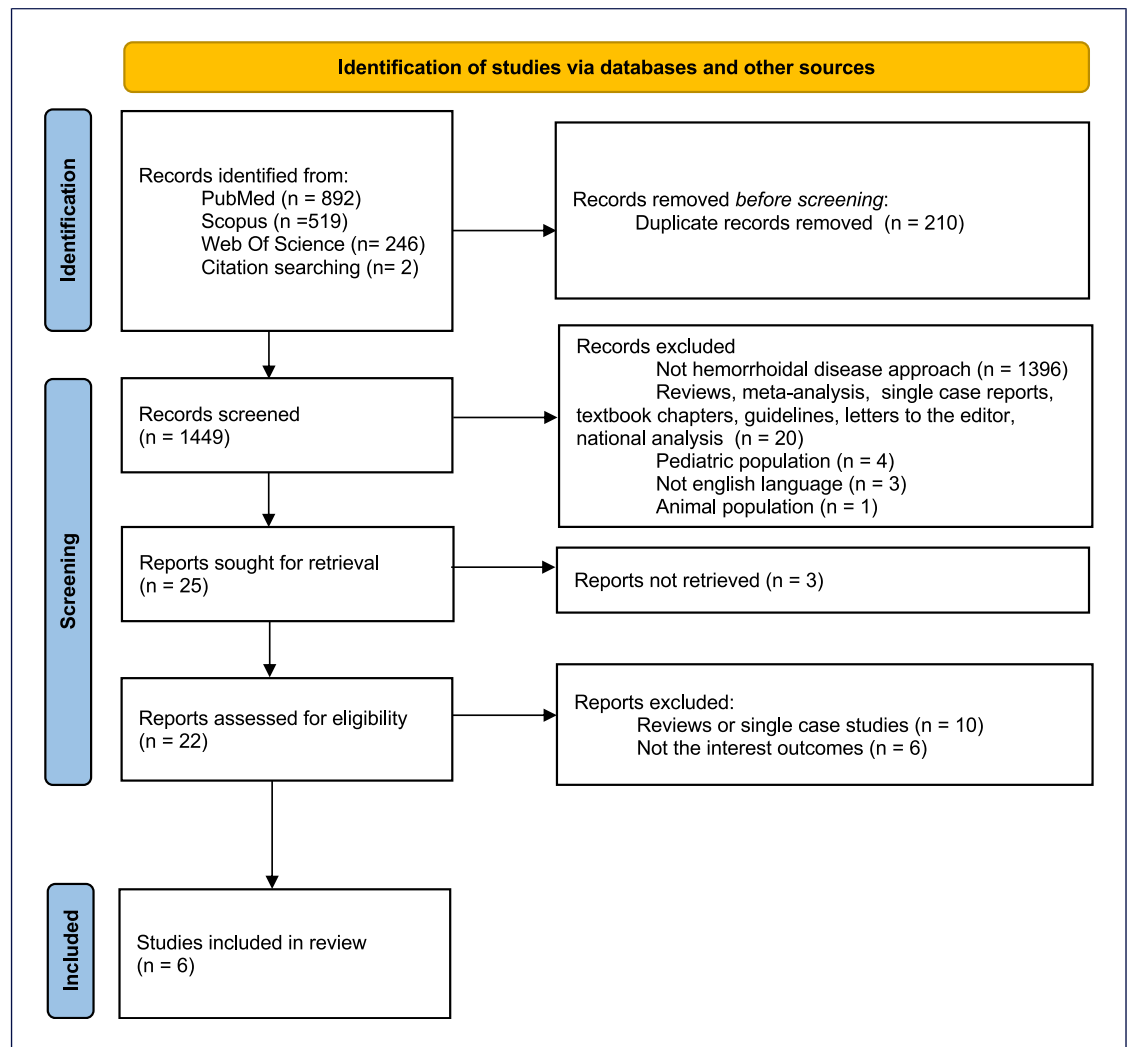 Identification of studies via databases and other sources
Identification
Records identified from:
PubMed (n = 892)
Scopus (n =519)
Web Of Science (n= 246)
Citation searching (n= 2)
Records removed before screening:
Duplicate records removed (n = 210)
Screening
Records screened
(n = 1449)
Records excluded
Not hemorrhoidal disease approach (n = 1396)
Reviews, meta-analysis, single case reports,
textbook chapters, guidelines, letters to the editor,
national analysis (n = 20)
Pediatric population (n = 4)
Not english language (n = 3)
Animal population (n = 1)
Reports sought for retrieval
(n = 25)
Reports not retrieved (n = 3)
Reports assessed for eligibility
(n = 22)
Reports excluded:
Reviews or single case studies (n = 10)
Not the interest outcomes (n = 6)
Included
Studies included in review
(n = 6)